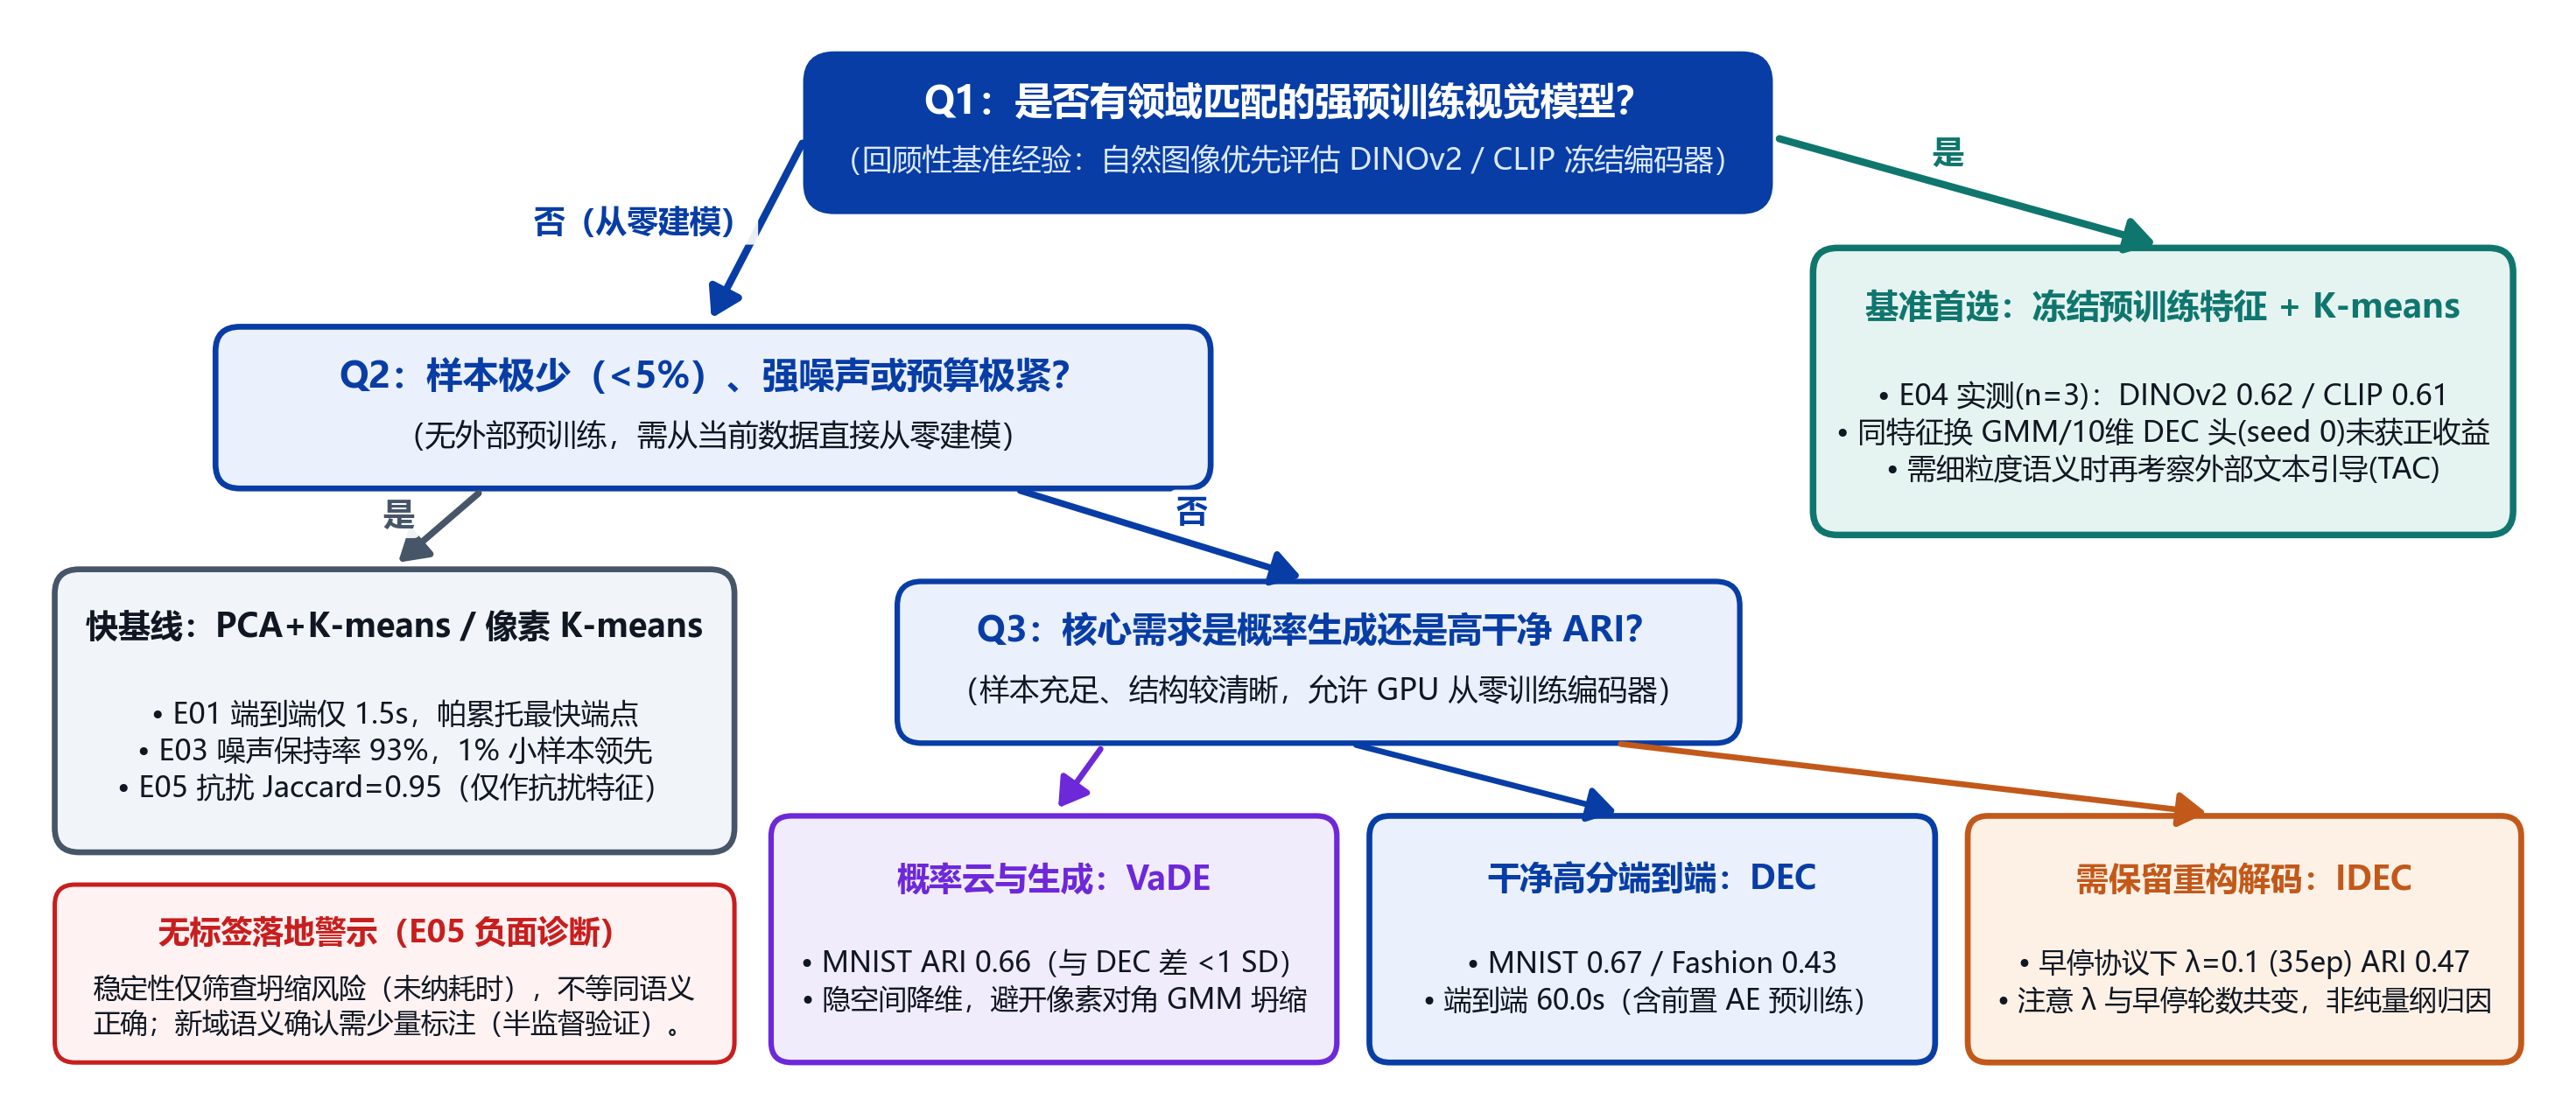 Q1：是否有领域匹配的强预训练视觉模型？
（回顾性基准经验：自然图像优先评估 DINOv2 / CLIP 冻结编码器）
是
否（从零建模）
基准首选：冻结预训练特征 + K-means
• E04 实测(n=3)：DINOv2 0.62 / CLIP 0.61
• 同特征换 GMM/10维 DEC 头(seed 0)未获正收益
• 需细粒度语义时再考察外部文本引导(TAC)
Q2：样本极少（<5%）、强噪声或预算极紧？
（无外部预训练，需从当前数据直接从零建模）
是
否
快基线：PCA+K-means / 像素 K-means
• E01 端到端仅 1.5s，帕累托最快端点
• E03 噪声保持率 93%，1% 小样本领先
• E05 抗扰 Jaccard=0.95（仅作抗扰特征）
Q3：核心需求是概率生成还是高干净 ARI？
（样本充足、结构较清晰，允许 GPU 从零训练编码器）
无标签落地警示（E05 负面诊断）
稳定性仅筛查坍缩风险（未纳耗时），不等同语义
正确；新域语义确认需少量标注（半监督验证）。
概率云与生成：VaDE
• MNIST ARI 0.66（与 DEC 差 <1 SD）
• 隐空间降维，避开像素对角 GMM 坍缩
干净高分端到端：DEC
• MNIST 0.67 / Fashion 0.43
• 端到端 60.0s（含前置 AE 预训练）
需保留重构解码：IDEC
• 早停协议下 λ=0.1 (35ep) ARI 0.47
• 注意 λ 与早停轮数共变，非纯量纲归因